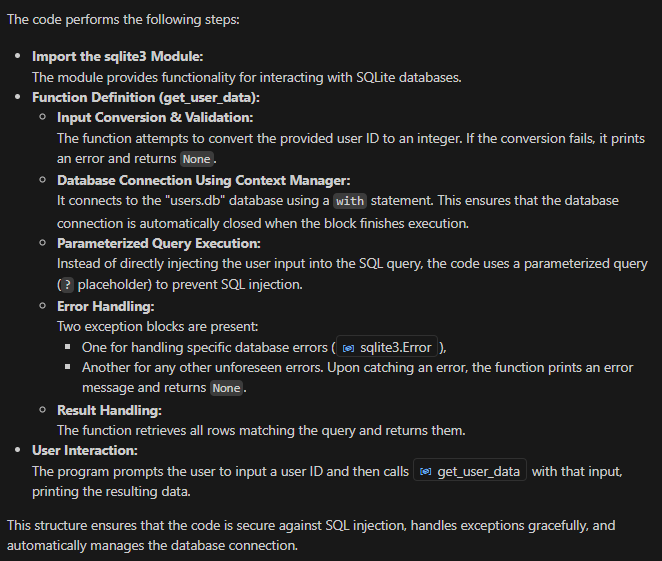 The code performs the following steps:
• Import the sqlite3 Module:
The module provides functionality for interacting with SQLite databases.
• Function Definition (get_user_data):
○ Input Conversion & Validation:
The function attempts to convert the provided user ID to an integer. If the conversion fails, it prints
an error and returns None.
○ Database Connection Using Context Manager:
It connects to the "users.db" database using a with statement. This ensures that the database
connection is automatically closed when the block finishes execution.
○ Parameterized Query Execution:
Instead of directly injecting the user input into the SQL query, the code uses a parameterized query
(? placeholder) to prevent SQL injection.
○ Error Handling:
Two exception blocks are present:
▪ One for handling specific database errors ( sqlite3.Error ),
▪ Another for any other unforeseen errors. Upon catching an error, the function prints an error
message and returns None.
○ Result Handling:
The function retrieves all rows matching the query and returns them.
• User Interaction:
The program prompts the user to input a user ID and then calls get_user_data with that input,
printing the resulting data.
This structure ensures that the code is secure against SQL injection, handles exceptions gracefully, and
automatically manages the database connection.